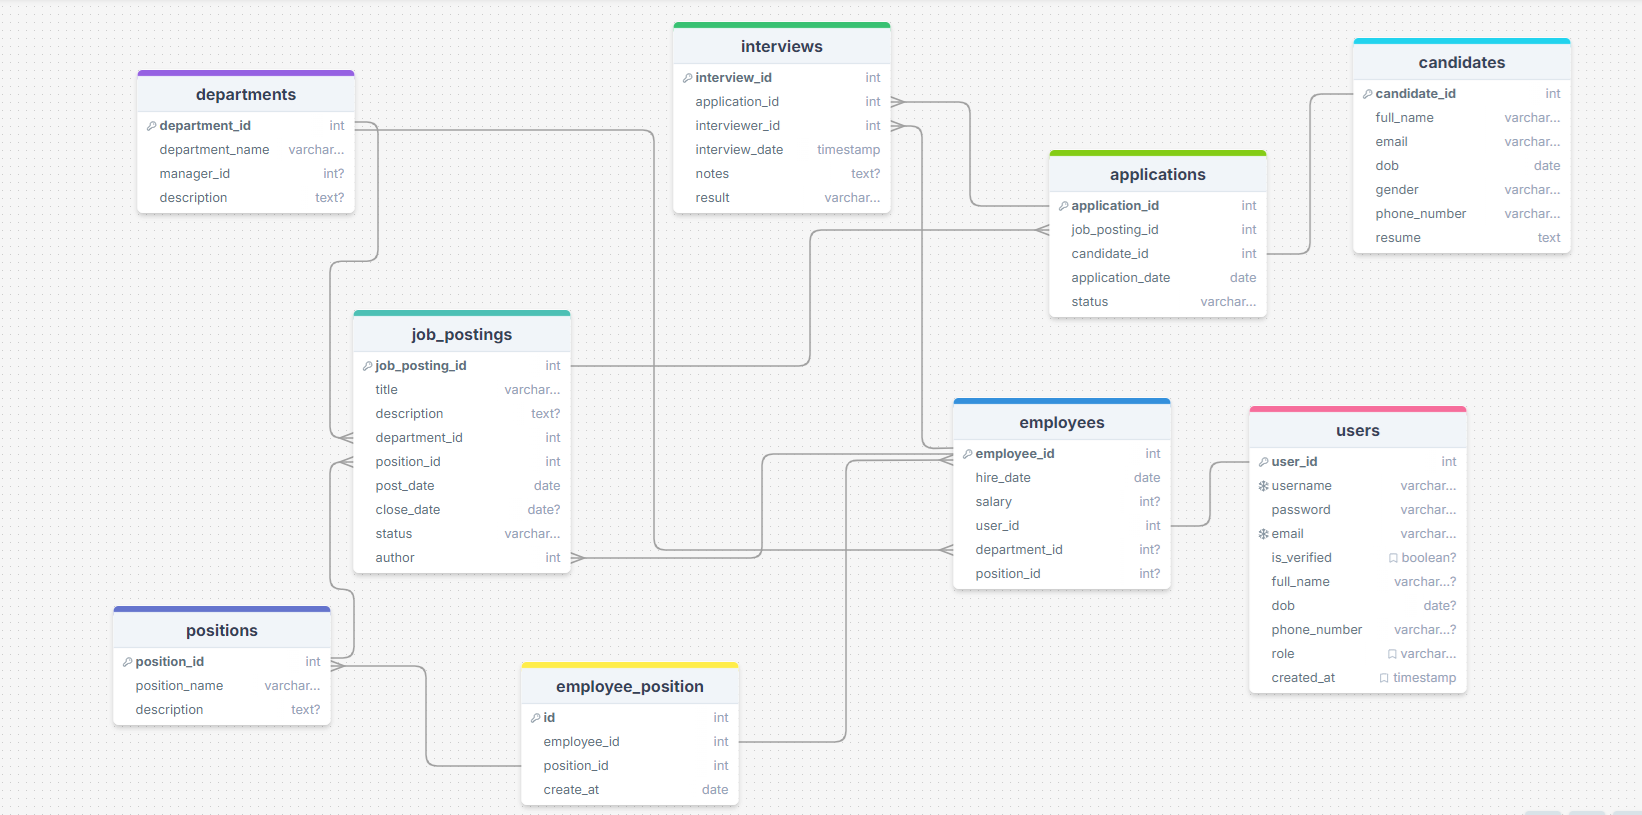 departments
department_id int
department_name varchar...
manager_id int?
description text?
interviews
interview_id int
application_id int
interviewer_id int
interview_date timestamp
notes text?
result varchar...
candidates
candidate_id int
full_name varchar...
email varchar...
dob date
gender varchar...
phone_number varchar...
resume text
applications
application_id int
job_posting_id int
candidate_id int
application_date date
status varchar...
job_postings
job_posting_id int
title varchar...
description text?
department_id int
position_id int
post_date date
close_date date?
status varchar...
author int
employees
employee_id int
hire_date date
salary int?
user_id int
department_id int?
position_id int?
users
user_id int
username varchar...
password varchar...
email varchar...
is_verified boolean?
full_name varchar...?
dob date?
phone_number varchar...?
role varchar...
created_at timestamp
positions
position_id int
position_name varchar...
description text?
employee_position
id int
employee_id int
position_id int
create_at date